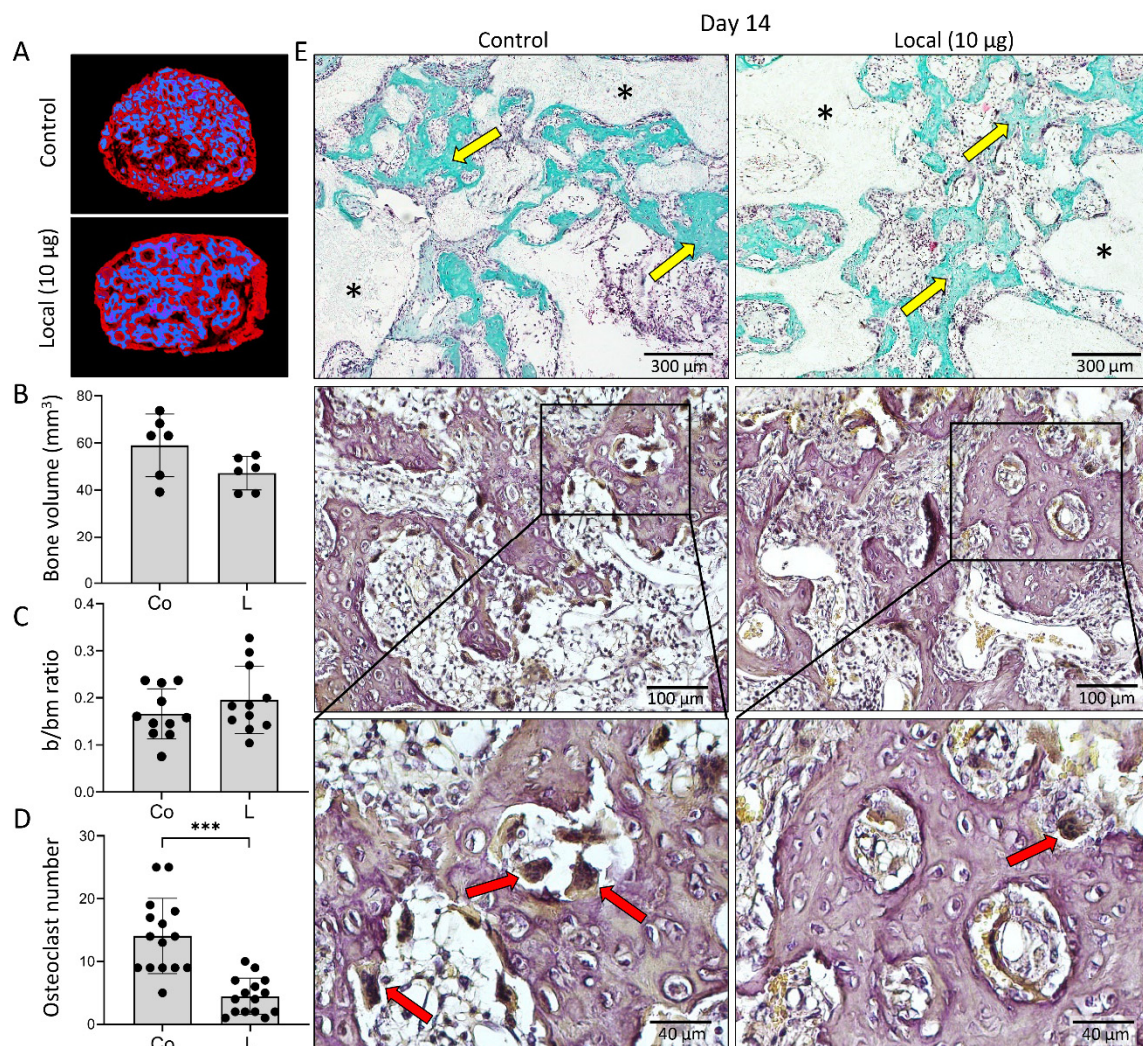 Day 14
A
E
Control
Local (10 µg)
Control
Local (10 µg)
*
*
*
*
300 µm
300 µm
B
Bone volume (mm³)
80
60
40
20
0
Co
L
100 µm
100 µm
C
b/bm ratio
0.4
0.3
0.2
0.1
0.0
Co
L
D
Osteoclast number
30
20
10
0
***
Co
L
40 µm
40 µm